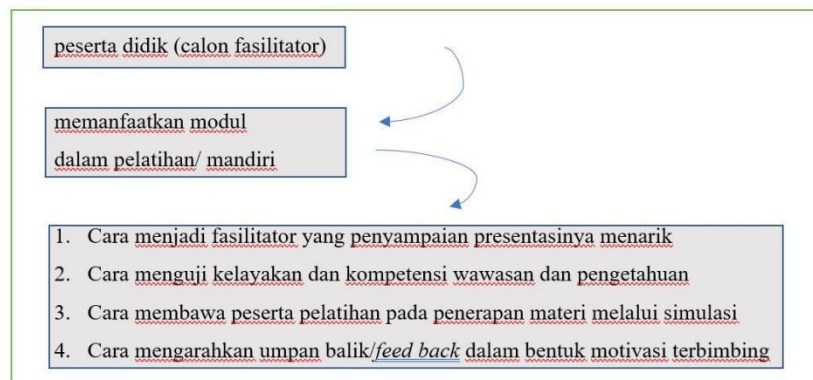 peserta didik (calon fasilitator)
memanfaatkan modul
dalam pelatihan/ mandiri
1. Cara menjadi fasilitator yang penyampaian presentasinya menarik
2. Cara menguji kelayakan dan kompetensi wawasan dan pengetahuan
3. Cara membawa peserta pelatihan pada penerapan materi melalui simulasi
4. Cara mengarahkan umpan balik/feed back dalam bentuk motivasi terbimbing